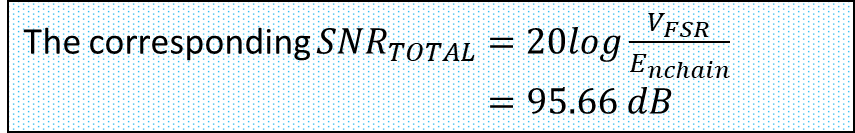 The corresponding SNR_TOTAL = 20log V_FSR / E_nchain
= 95.66 dB